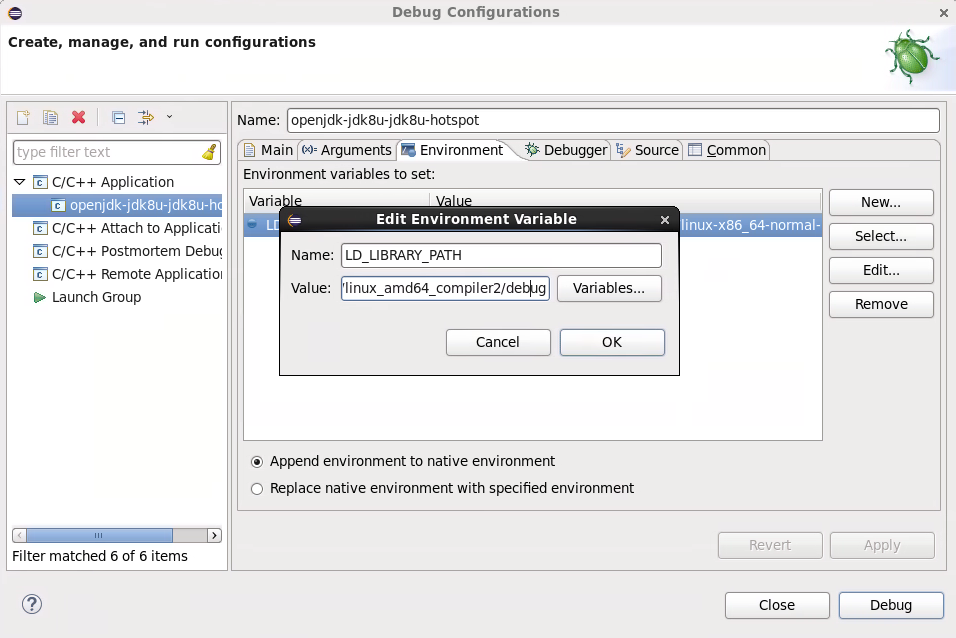 Debug Configurations
Create, manage, and run configurations
type filter text
C/C++ Application
openjdk-jdk8u-jdk8u-ho
C/C++ Attach to Applicati
C/C++ Postmortem Debug
C/C++ Remote Application
Launch Group
Filter matched 6 of 6 items
Name: openjdk-jdk8u-jdk8u-hotspot
Main Arguments Environment Debugger Source Common
Environment variables to set:
Variable Value
LD linux-x86_64-normal-
New...
Select...
Edit...
Remove
Edit Environment Variable
Name: LD_LIBRARY_PATH
Value: /linux_amd64_compiler2/debug Variables...
Cancel OK
Append environment to native environment
Replace native environment with specified environment
Revert Apply
? Close Debug